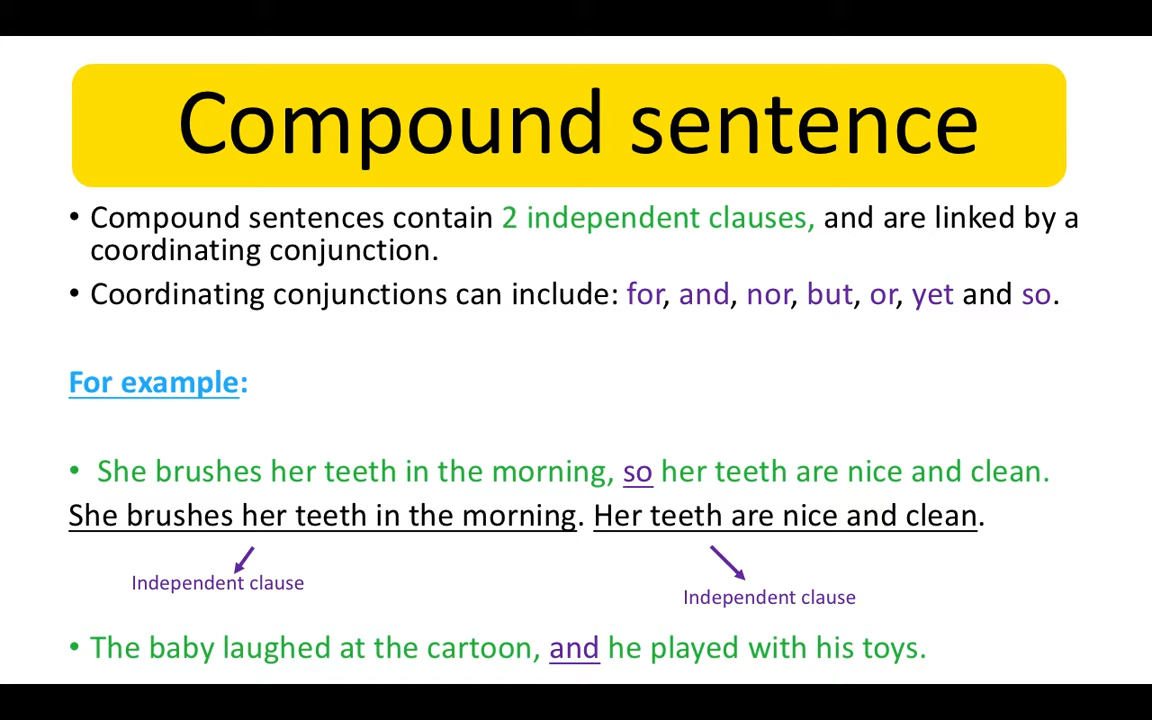 Compound sentence
• Compound sentences contain 2 independent clauses, and are linked by a
coordinating conjunction.
• Coordinating conjunctions can include: for, and, nor, but, or, yet and so.
For example:
• She brushes her teeth in the morning, so her teeth are nice and clean.
She brushes her teeth in the morning. Her teeth are nice and clean.
Independent clause
Independent clause
• The baby laughed at the cartoon, and he played with his toys.